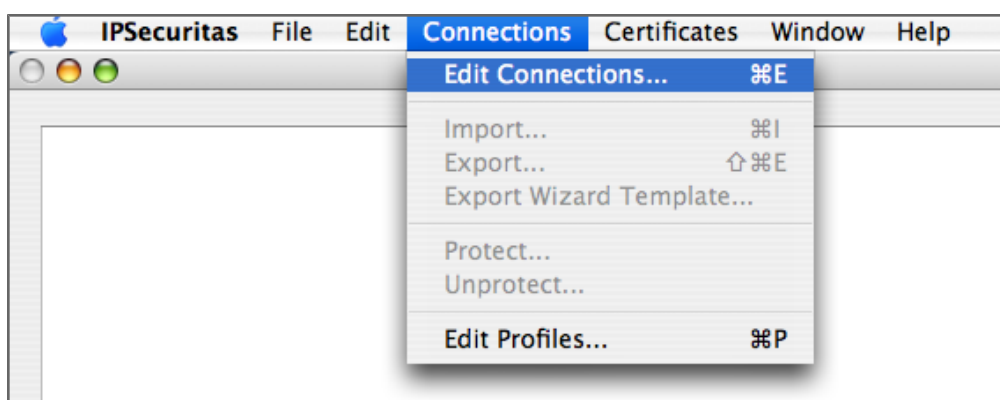 IPSecuritas File Edit Connections Certificates Window Help
Edit Connections... ⌘E
Import... ⌘I
Export... ⇧⌘E
Export Wizard Template...
Protect...
Unprotect...
Edit Profiles... ⌘P